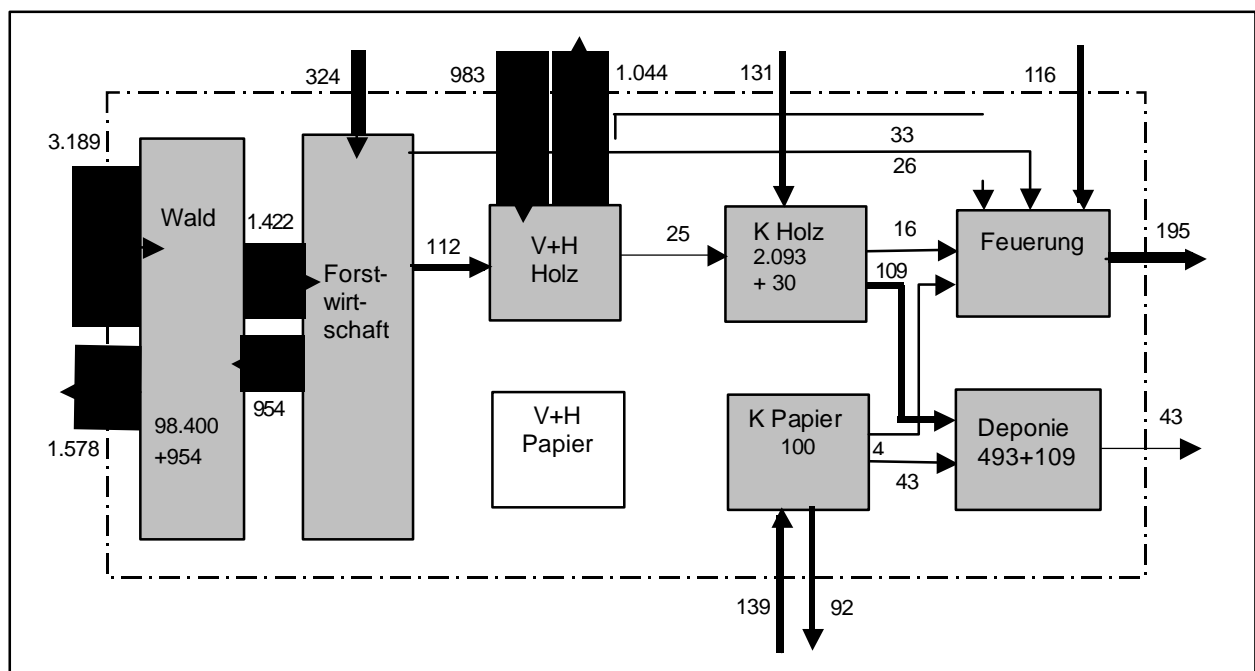 324
983
1.044
131
116
3.189
33
26
Wald
1.422
V+H
Holz
25
K Holz
2.093
+ 30
16
Feuerung
195
112
Forst-
wirt-
schaft
109
954
98.400
+954
1.578
V+H
Papier
K Papier
100
4
43
Deponie
493+109
43
139
92